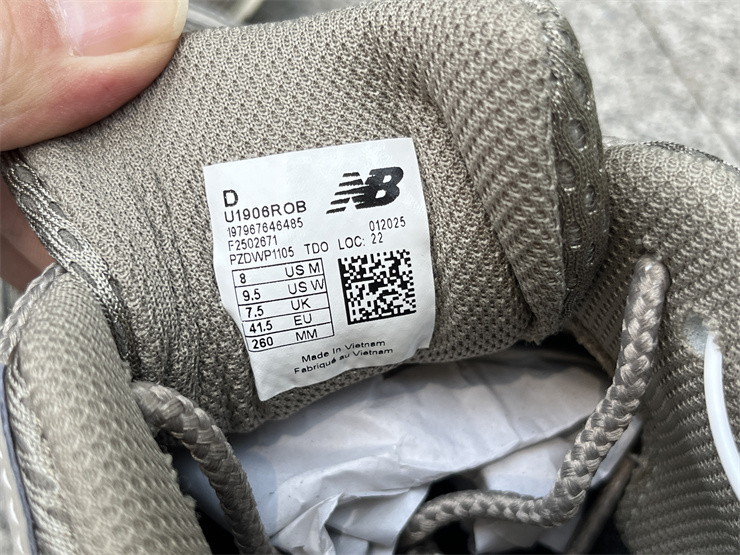 D
U1906ROB
197967646485
F2502671
012025
PZDWP1105 TDO LOC: 22
8 US M
9.5 US W
7.5 UK
41.5 EU
260 MM
NB
Made In Vietnam
Fabriqué au Vietnam